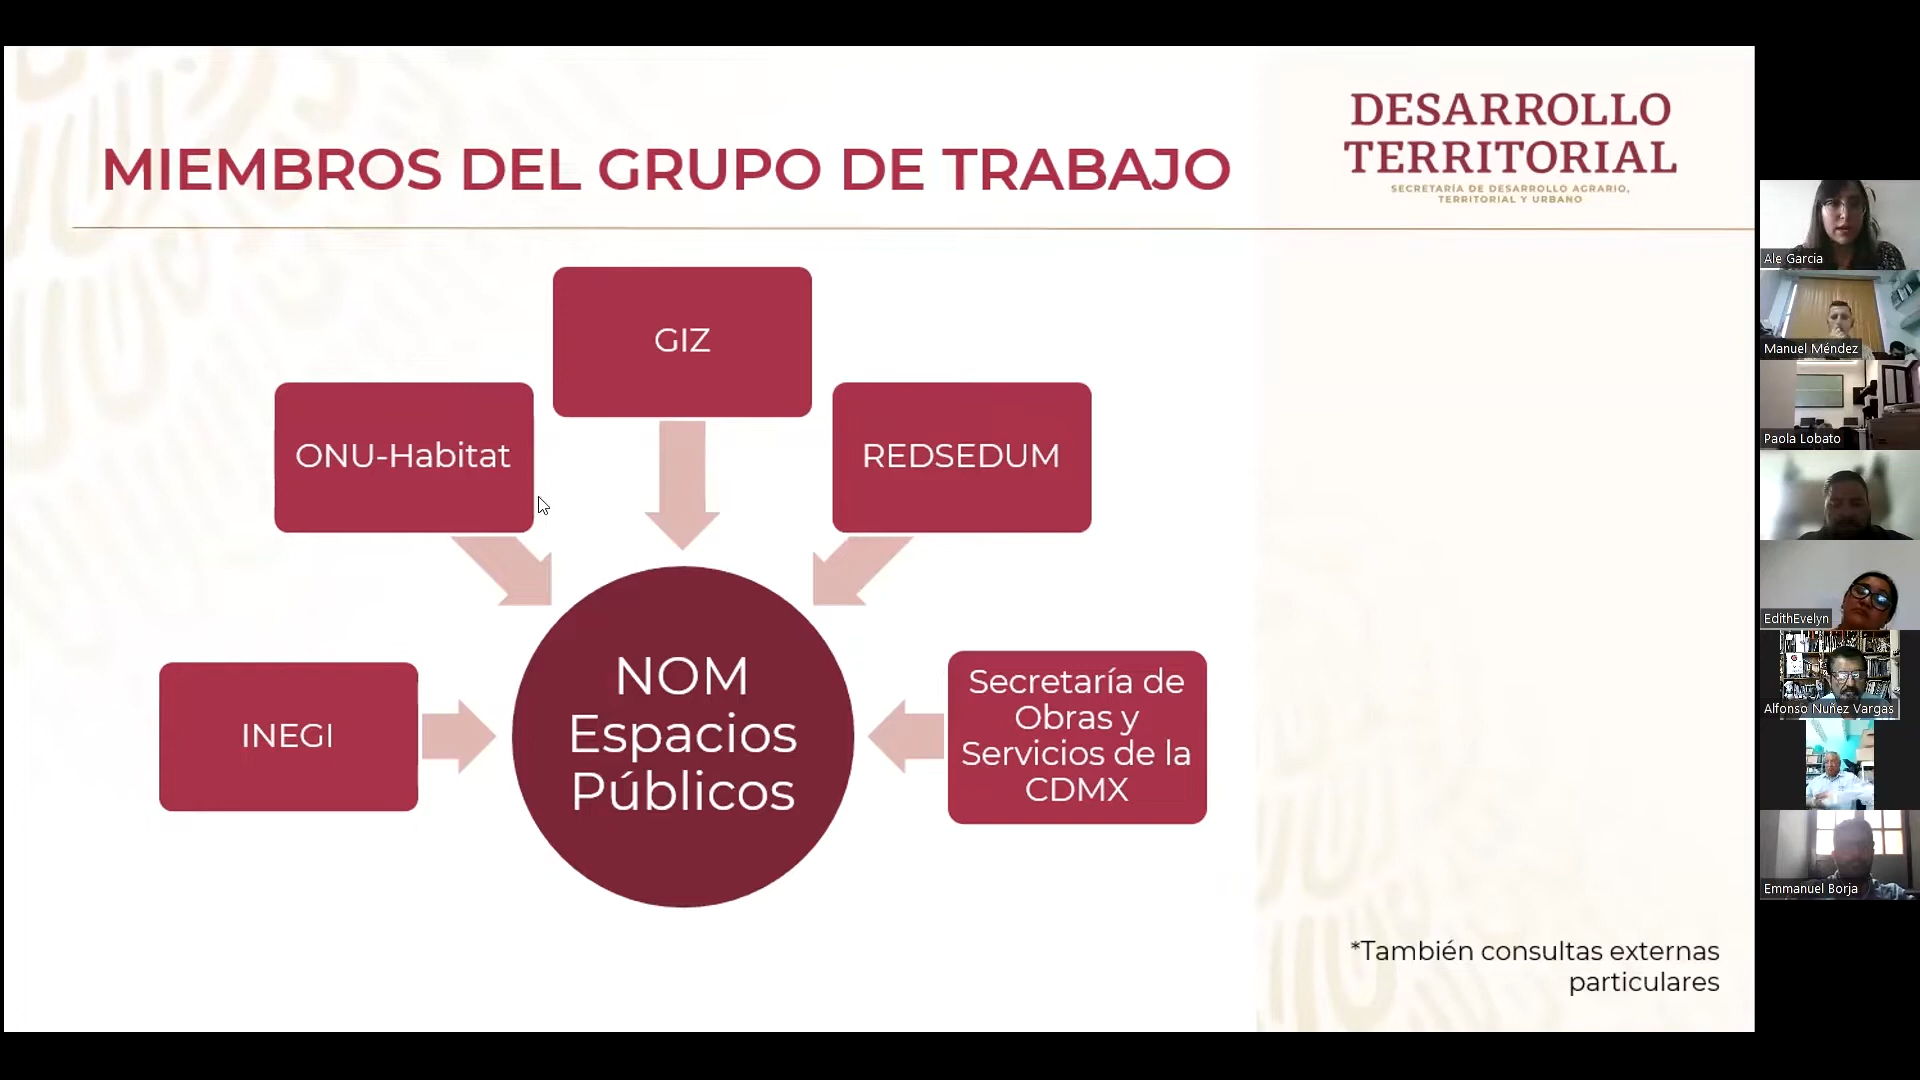 MIEMBROS DEL GRUPO DE TRABAJO
DESARROLLO
TERRITORIAL
SECRETARÍA DE DESARROLLO AGRARIO,
TERRITORIAL Y URBANO
GIZ
ONU-Habitat
REDSEDUM
INEGI
NOM
Espacios
Públicos
Secretaría de
Obras y
Servicios de la
CDMX
*También consultas externas
particulares
Ale Garcia
Manuel Méndez
Paola Lobato
EdithEvelyn
Alfonso Nuñez Vargas
Emmanuel Borja